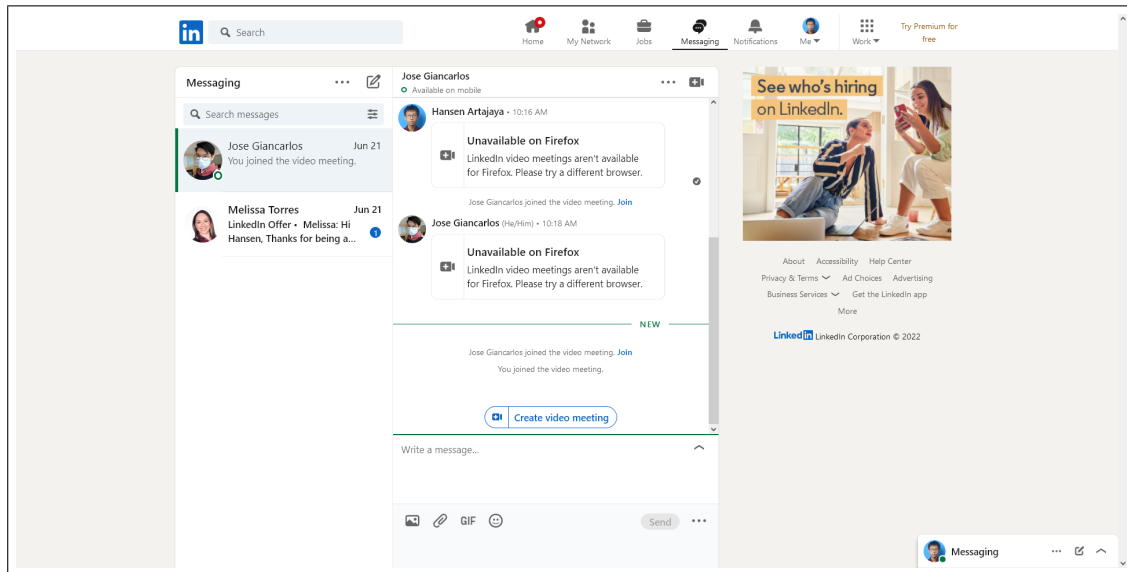 in
Search
Home
My Network
Jobs
Messaging
Notifications
Me
Work
Try Premium for
free
Messaging
Search messages
Jose Giancarlos
Jun 21
You joined the video meeting.
Melissa Torres
Jun 21
LinkedIn Offer • Melissa: Hi
Hansen, Thanks for being a...
1
Jose Giancarlos
Available on mobile
Hansen Artajaya • 10:16 AM
Unavailable on Firefox
LinkedIn video meetings aren't available
for Firefox. Please try a different browser.
Jose Giancarlos joined the video meeting. Join
Jose Giancarlos (He/Him) • 10:18 AM
Unavailable on Firefox
LinkedIn video meetings aren't available
for Firefox. Please try a different browser.
NEW
Jose Giancarlos joined the video meeting. Join
You joined the video meeting.
Create video meeting
Write a message...
GIF
Send
See who's hiring
on LinkedIn.
About Accessibility Help Center
Privacy & Terms Ad Choices Advertising
Business Services Get the LinkedIn app
More
LinkedIn LinkedIn Corporation © 2022
Messaging